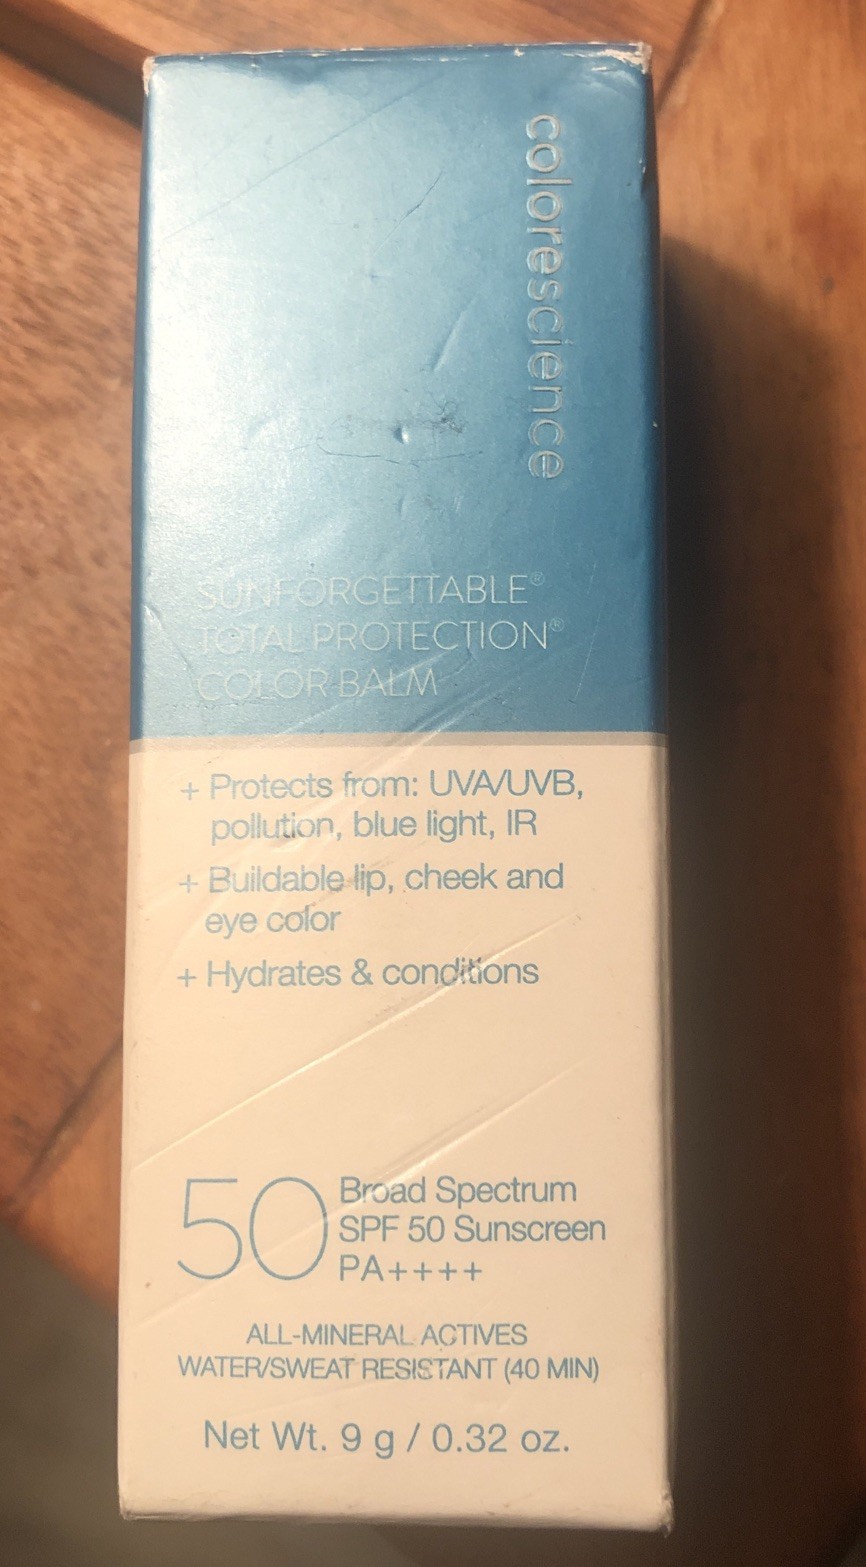 colorescience
SUNFORGETTABLE®
TOTAL PROTECTION®
COLOR BALM
+ Protects from: UVA/UVB,
pollution, blue light, IR
+ Buildable lip, cheek and
eye color
+ Hydrates & conditions
50
Broad Spectrum
SPF 50 Sunscreen
PA++++
ALL-MINERAL ACTIVES
WATER/SWEAT RESISTANT (40 MIN)
Net Wt. 9 g / 0.32 oz.